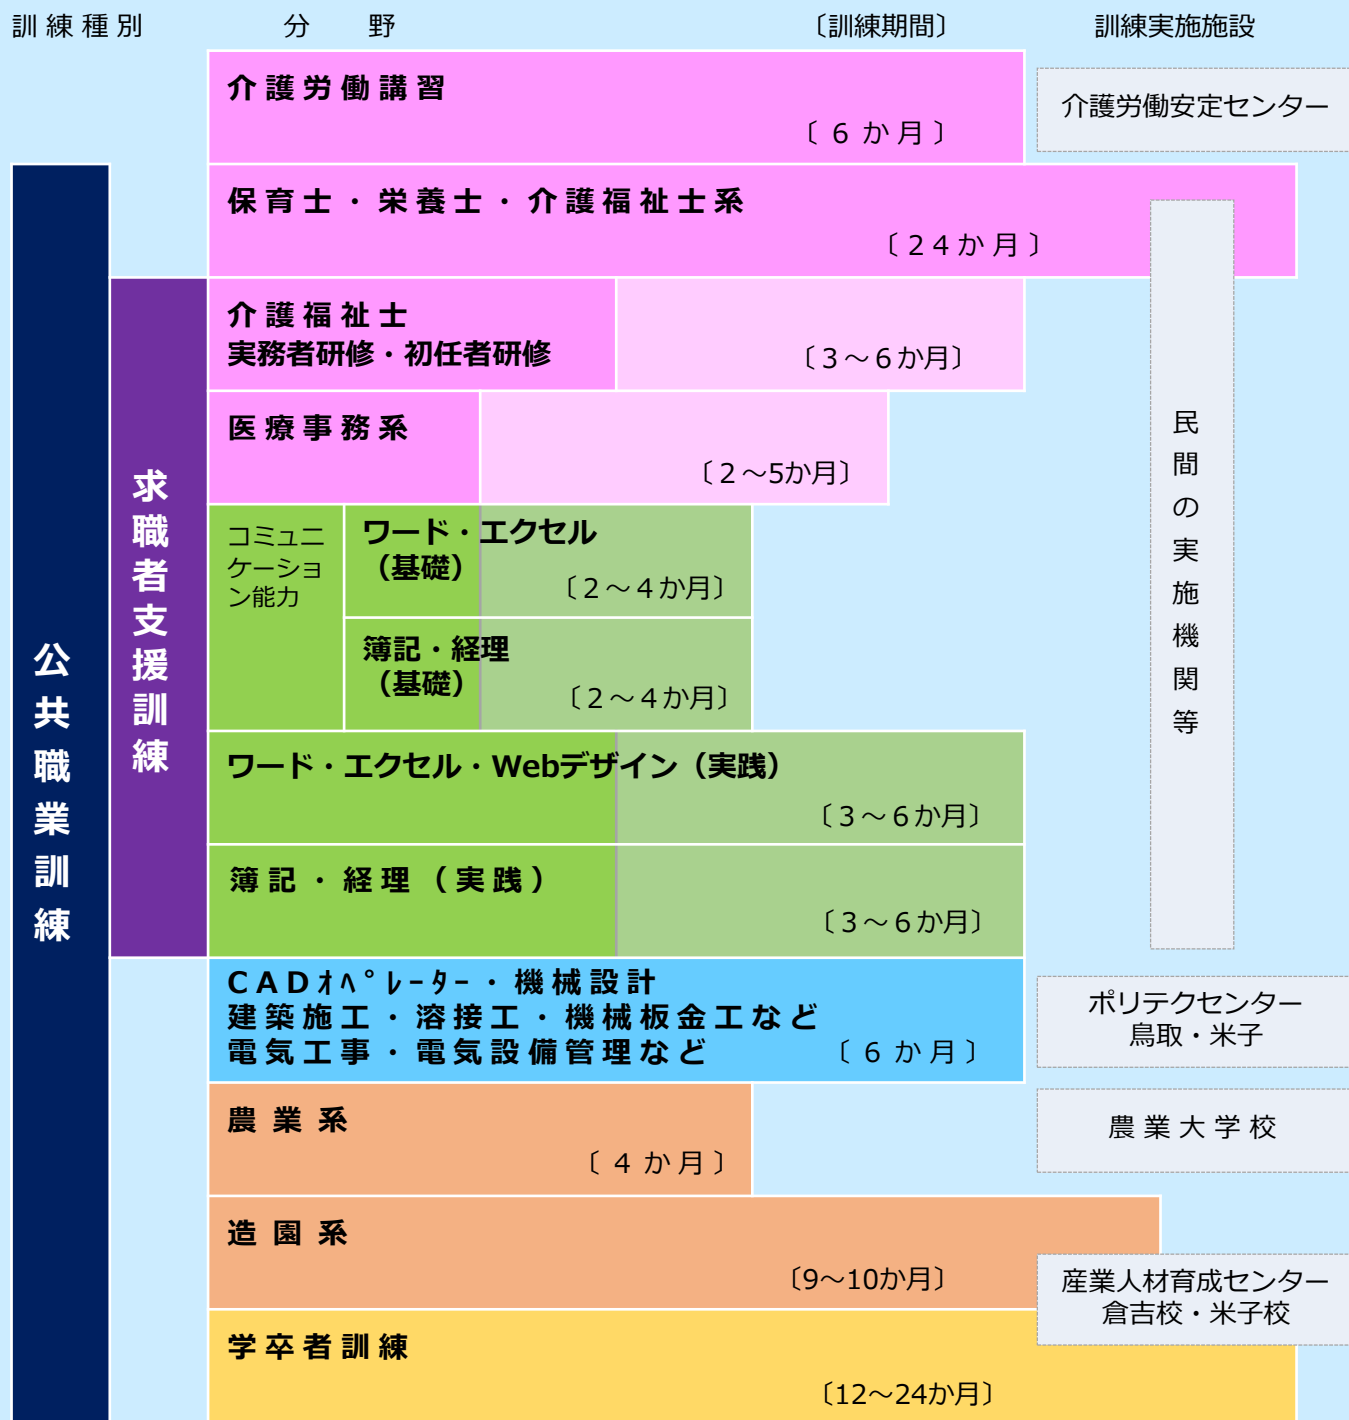 訓練種別 分野 〔訓練期間〕 訓練実施施設
介護労働講習
〔６か月〕
介護労働安定センター
保育士・栄養士・介護福祉士系
〔２４か月〕
介護福祉士
実務者研修・初任者研修
〔３～６か月〕
医療事務系
〔２～5か月〕
コミュニ
ケーショ
ン能力
ワード・エクセル
（基礎）
〔２～４か月〕
簿記・経理
（基礎）
〔２～４か月〕
ワード・エクセル・Webデザイン（実践）
〔３～６か月〕
簿記・経理（実践）
〔３～６か月〕
民間の実施機関等
求職者支援訓練
公共職業訓練
ＣＡＤｵﾍﾟﾚｰﾀｰ・機械設計
建築施工・溶接工・機械板金工など
電気工事・電気設備管理など
〔６か月〕
ポリテクセンター
鳥取・米子
農業系
〔４か月〕
農業大学校
造園系
〔9～10か月〕
産業人材育成センター
倉吉校・米子校
学卒者訓練
〔12～24か月〕